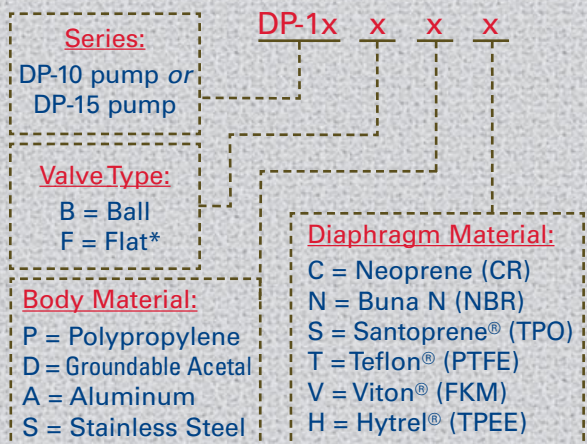 DP-1x x x x
Series:
DP-10 pump or
DP-15 pump
Valve Type:
B = Ball
F = Flat*
Body Material:
P = Polypropylene
D = Groundable Acetal
A = Aluminum
S = Stainless Steel
Diaphragm Material:
C = Neoprene (CR)
N = Buna N (NBR)
S = Santoprene® (TPO)
T = Teflon® (PTFE)
V = Viton® (FKM)
H = Hytrel® (TPEE)